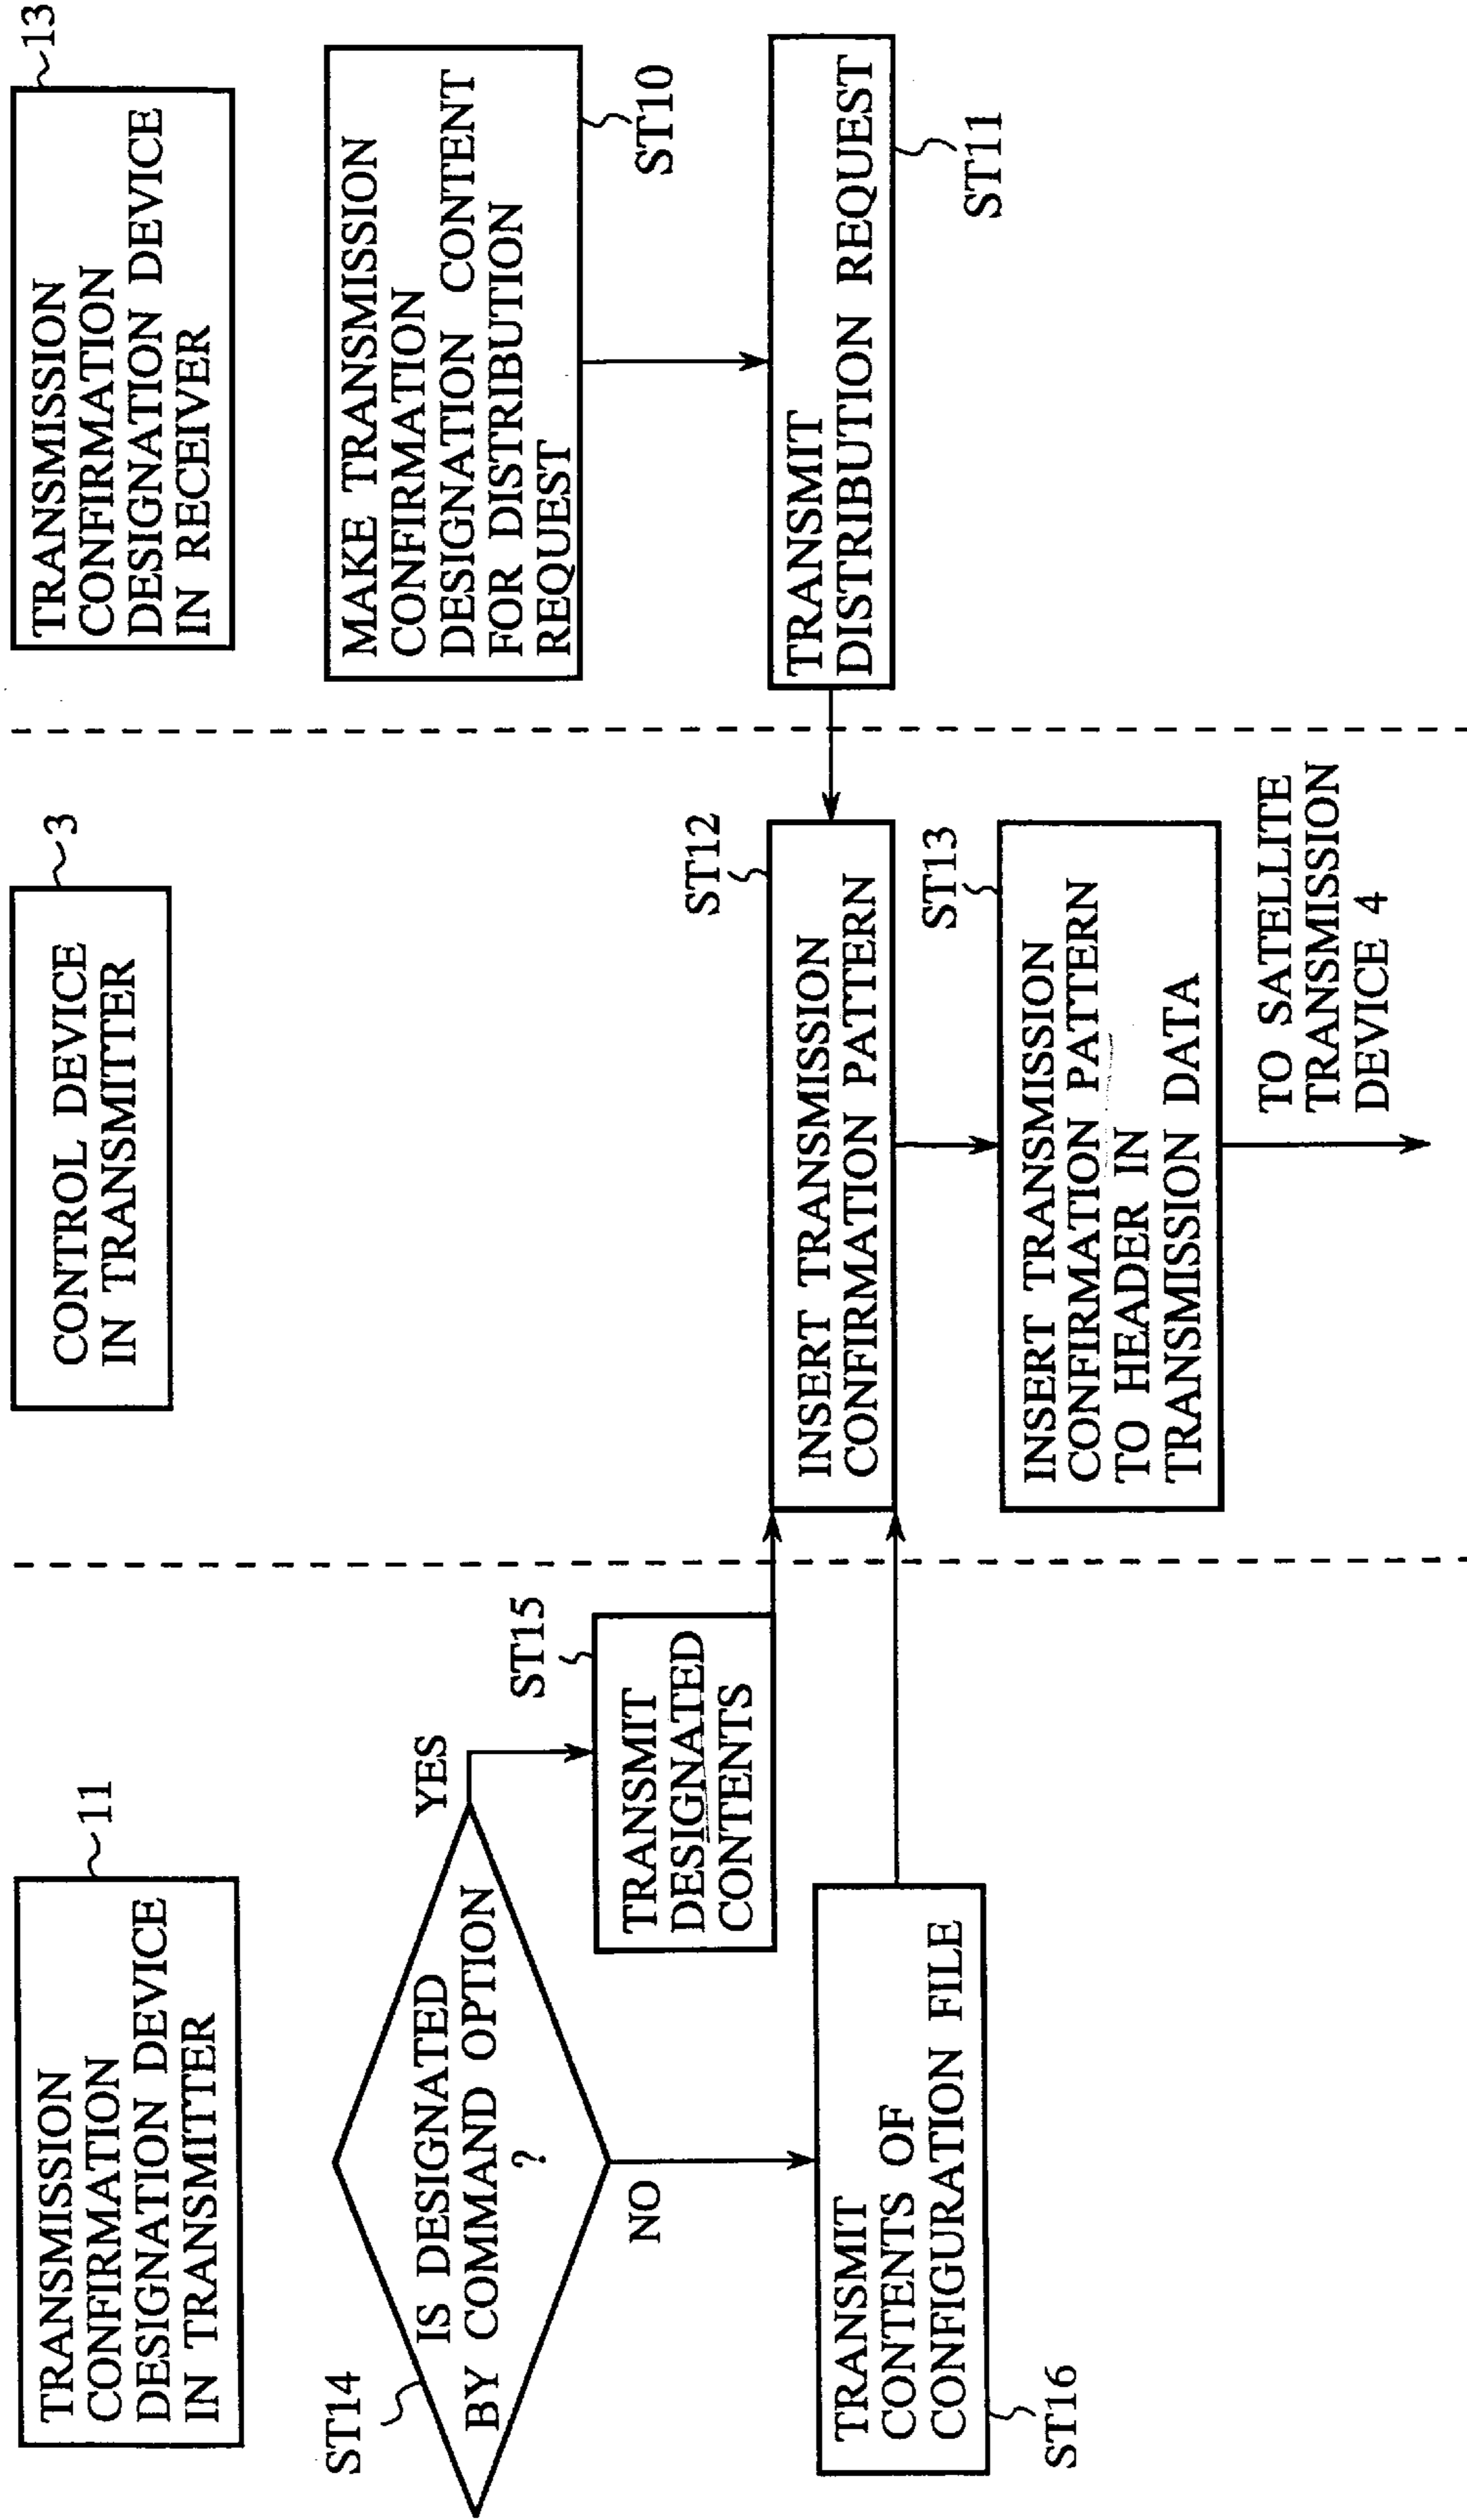 TRANSMISSION
CONFIRMATION
DESIGNATION DEVICE
IN TRANSMITTER
11
CONTROL DEVICE
IN TRANSMITTER
3
TRANSMISSION
CONFIRMATION
DESIGNATION DEVICE
IN RECEIVER
13
ST14
IS DESIGNATED
BY COMMAND OPTION
?
YES
NO
ST15
TRANSMIT
DESIGNATED
CONTENTS
TRANSMIT
CONTENTS OF
CONFIGURATION FILE
ST16
MAKE TRANSMISSION
CONFIRMATION
DESIGNATION CONTENT
FOR DISTRIBUTION
REQUEST
ST10
TRANSMIT
DISTRIBUTION REQUEST
ST11
ST12
INSERT TRANSMISSION
CONFIRMATION PATTERN
ST13
INSERT TRANSMISSION
CONFIRMATION PATTERN
TO HEADER IN
TRANSMISSION DATA
TO SATELLITE
TRANSMISSION
DEVICE 4